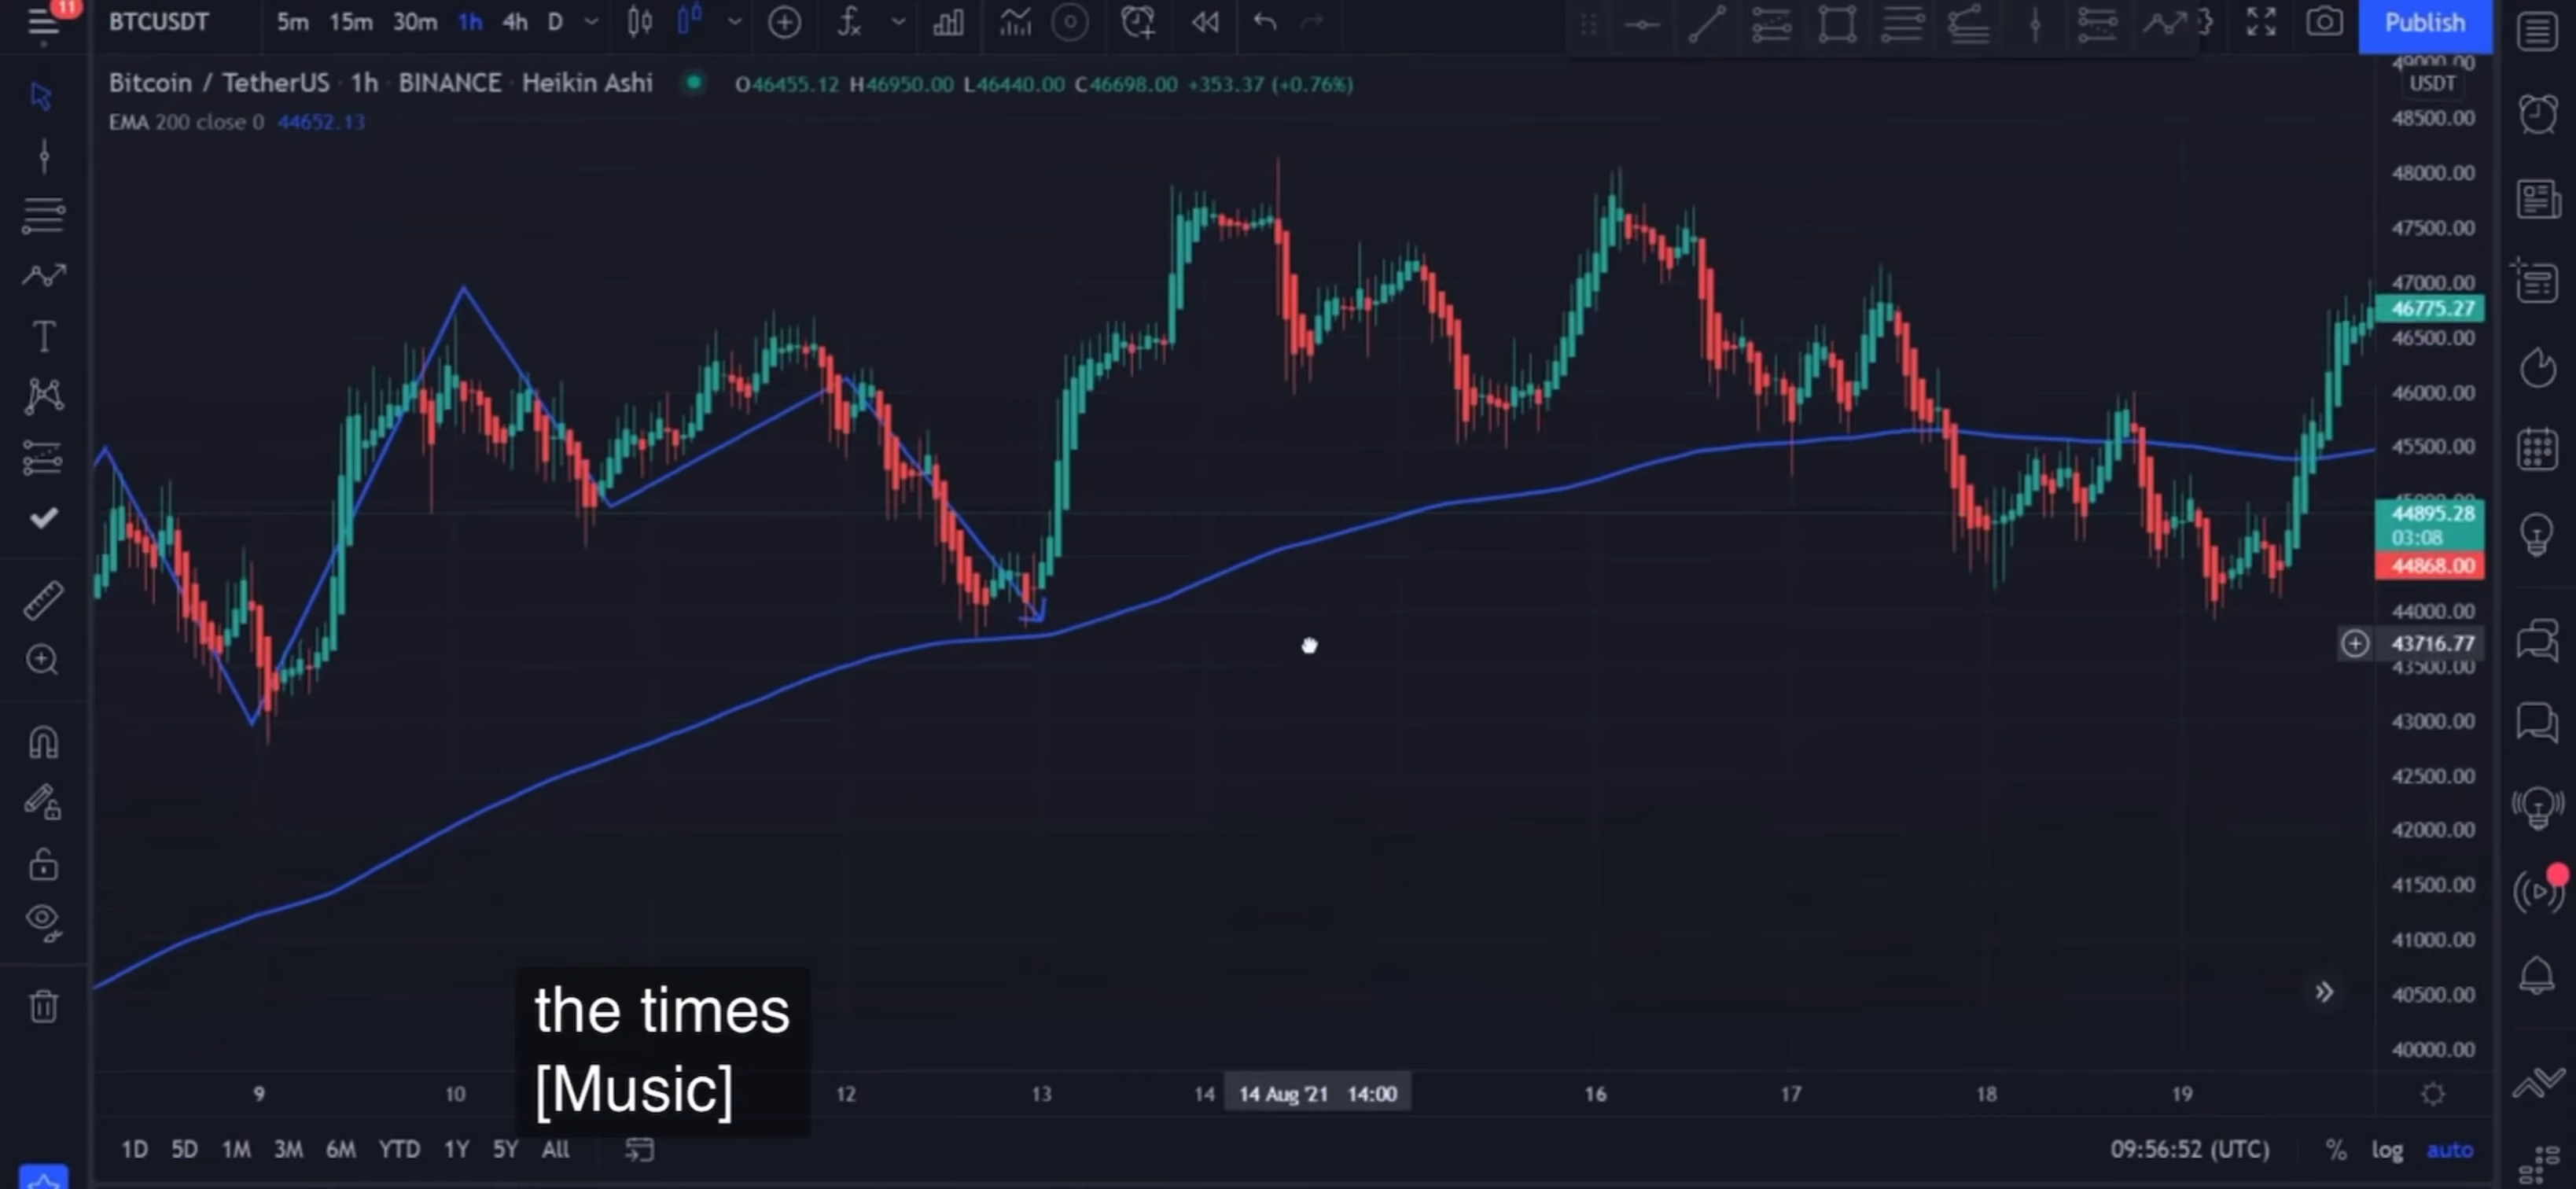 11
BTCUSDT 5m 15m 30m 1h 4h D Publish
Bitcoin / TetherUS · 1h · BINANCE · Heikin Ashi O46455.12 H46950.00 L46440.00 C46698.00 +353.37 (+0.76%)
EMA 200 close 0 44652.13
USDT
48500.00
48000.00
47500.00
47000.00
46775.27
46500.00
46000.00
45500.00
44895.28
03:08
44868.00
44000.00
43716.77
43500.00
43000.00
42500.00
42000.00
41500.00
41000.00
40500.00
40000.00
the times
[Music]
9 10 12 13 14 14 Aug '21 14:00 16 17 18 19
1D 5D 1M 3M 6M YTD 1Y 5Y All 09:56:52 (UTC) % log auto